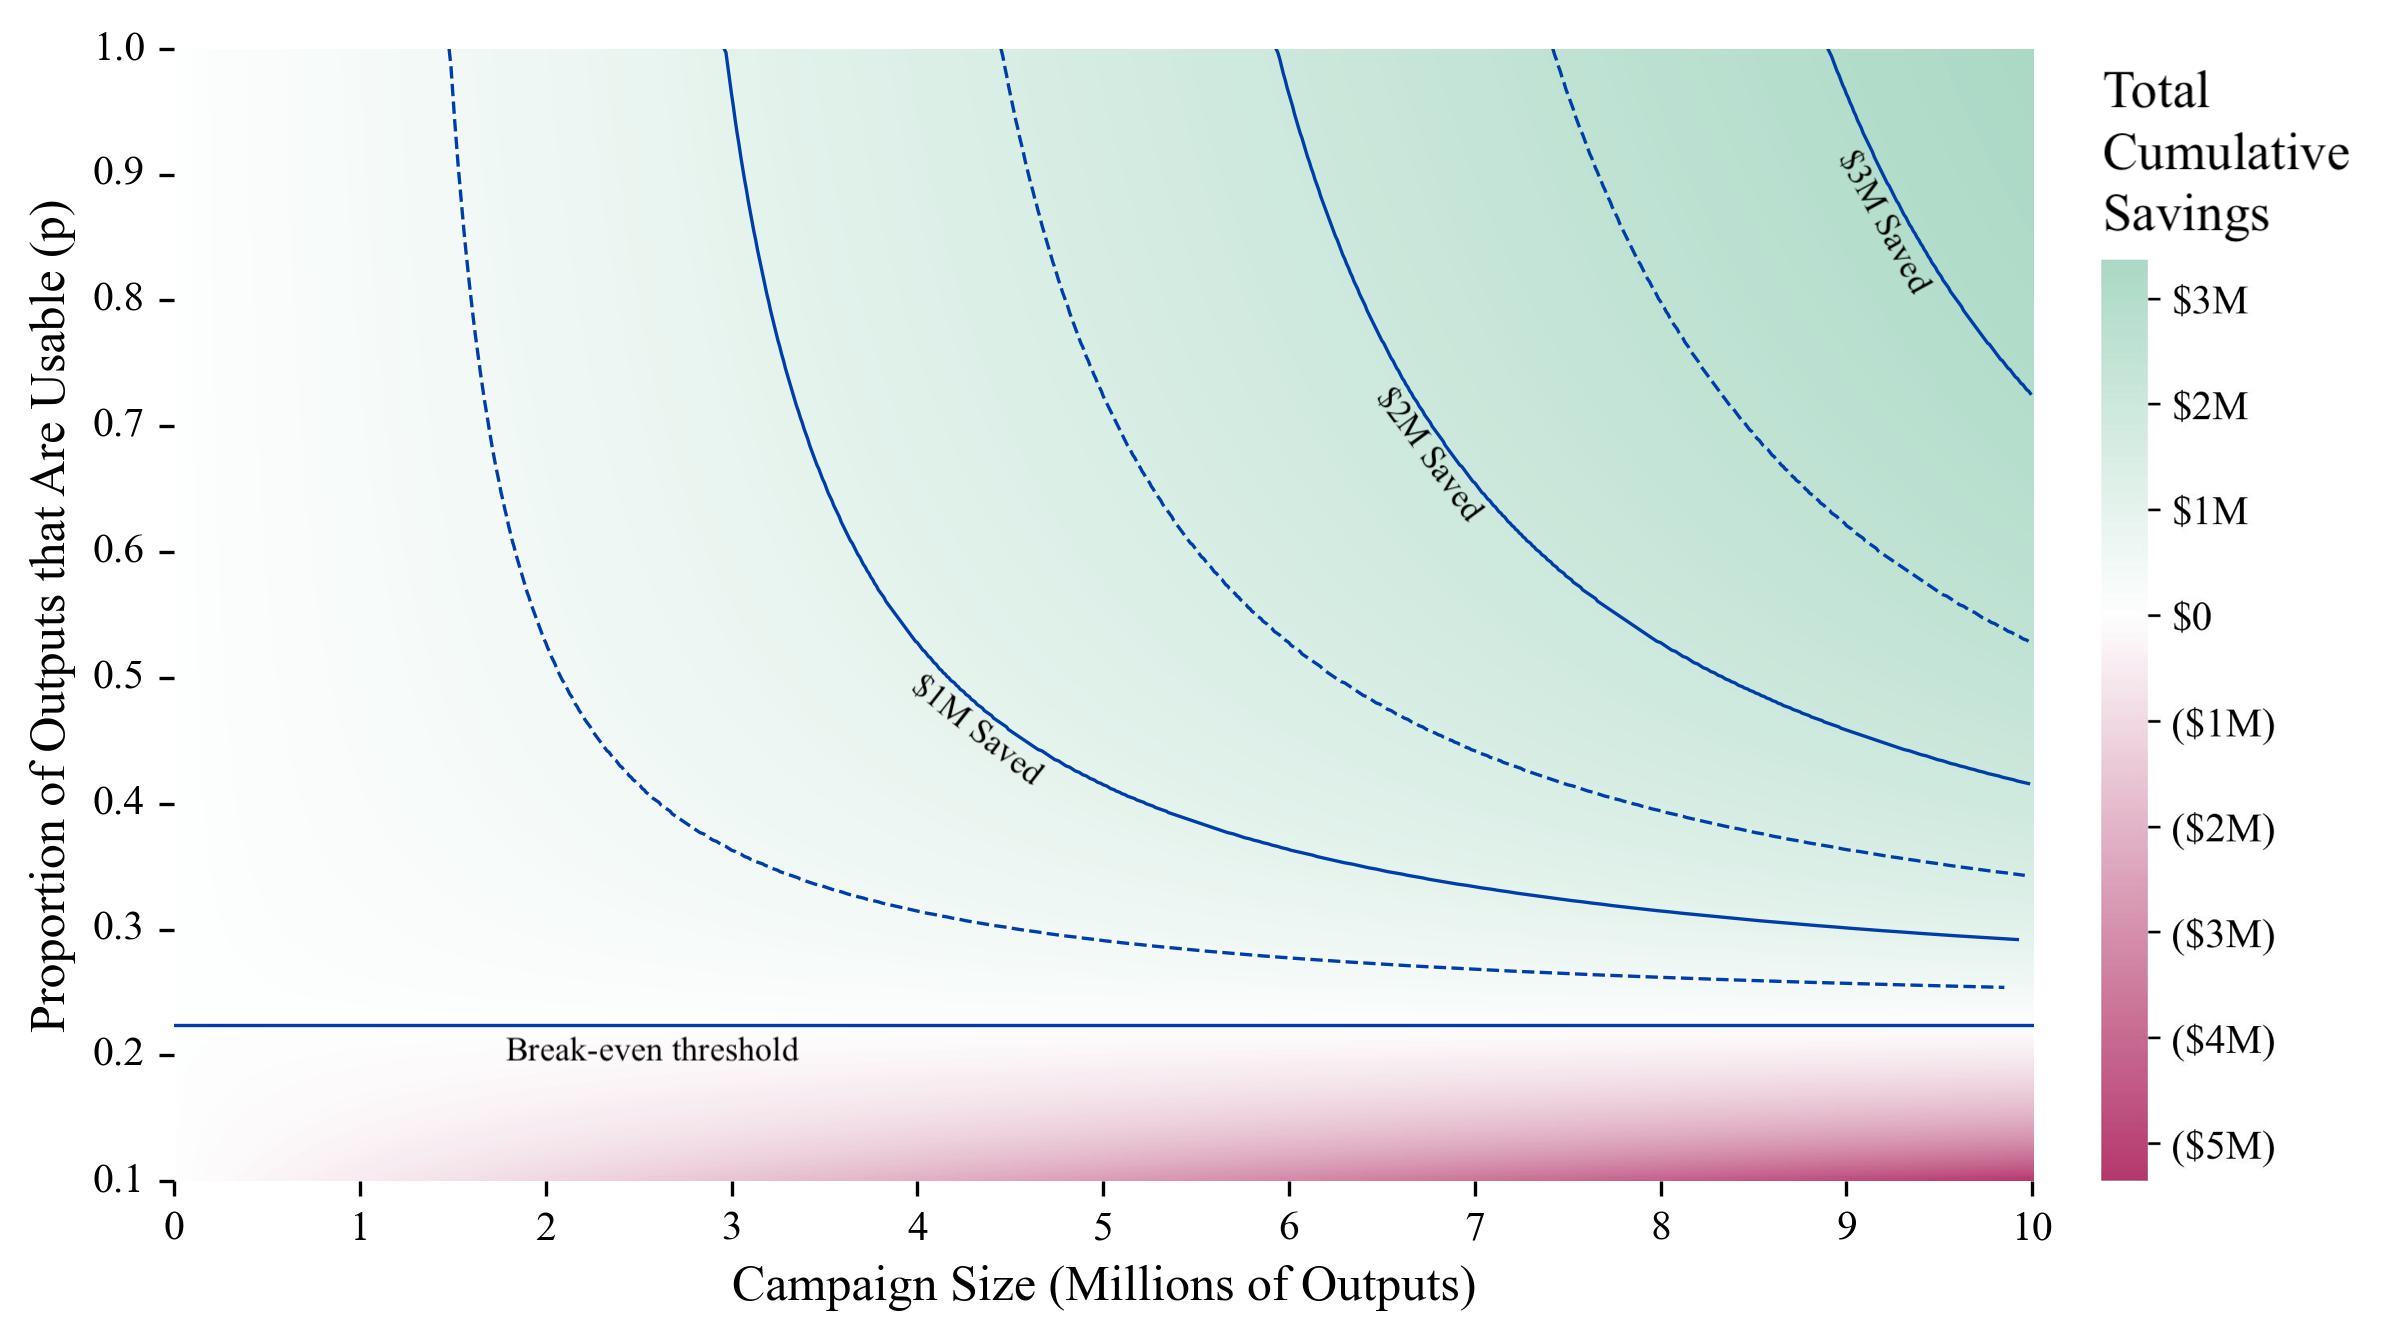 Proportion of Outputs that Are Usable (p)
1.0
0.9
0.8
0.7
0.6
0.5
0.4
0.3
0.2
0.1
$1M Saved
$2M Saved
$3M Saved
Break-even threshold
0 1 2 3 4 5 6 7 8 9 10
Campaign Size (Millions of Outputs)
Total
Cumulative
Savings
$3M
$2M
$1M
$0
($1M)
($2M)
($3M)
($4M)
($5M)